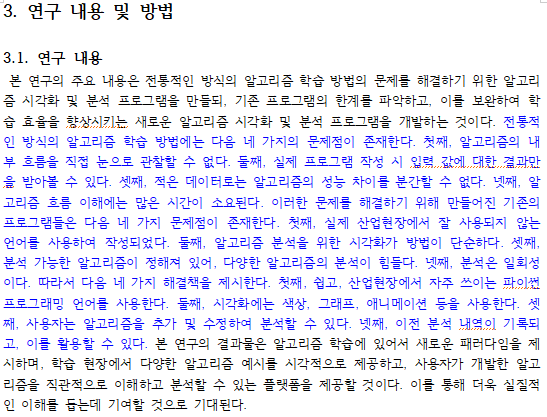 3. 연구 내용 및 방법
3.1. 연구 내용
본 연구의 주요 내용은 전통적인 방식의 알고리즘 학습 방법의 문제를 해결하기 위한 알고리
즘 시각화 및 분석 프로그램을 만들되, 기존 프로그램의 한계를 파악하고, 이를 보완하여 학
습 효율을 향상시키는 새로운 알고리즘 시각화 및 분석 프로그램을 개발하는 것이다. 전통적
인 방식의 알고리즘 학습 방법에는 다음 네 가지의 문제점이 존재한다. 첫째, 알고리즘의 내
부 흐름을 직접 눈으로 관찰할 수 없다. 둘째, 실제 프로그램 작성 시 입력 값에 대한 결과만
을 받아볼 수 있다. 셋째, 적은 데이터로는 알고리즘의 성능 차이를 분간할 수 없다. 넷째, 알
고리즘 흐름 이해에는 많은 시간이 소요된다. 이러한 문제를 해결하기 위해 만들어진 기존의
프로그램들은 다음 네 가지 문제점이 존재한다. 첫째, 실제 산업현장에서 잘 사용되지 않는
언어를 사용하여 작성되었다. 둘째, 알고리즘 분석을 위한 시각화가 방법이 단순하다. 셋째,
분석 가능한 알고리즘이 정해져 있어, 다양한 알고리즘의 분석이 힘들다. 넷째, 분석은 일회성
이다. 따라서 다음 네 가지 해결책을 제시한다. 첫째, 쉽고, 산업현장에서 자주 쓰이는 파이썬
프로그래밍 언어를 사용한다. 둘째, 시각화에는 색상, 그래프, 애니메이션 등을 사용한다. 셋
째, 사용자는 알고리즘을 추가 및 수정하여 분석할 수 있다. 넷째, 이전 분석 내역이 기록되
고, 이를 활용할 수 있다. 본 연구의 결과물은 알고리즘 학습에 있어서 새로운 패러다임을 제
시하며, 학습 현장에서 다양한 알고리즘 예시를 시각적으로 제공하고, 사용자가 개발한 알고
리즘을 직관적으로 이해하고 분석할 수 있는 플랫폼을 제공할 것이다. 이를 통해 더욱 실질적
인 이해를 돕는데 기여할 것으로 기대된다.